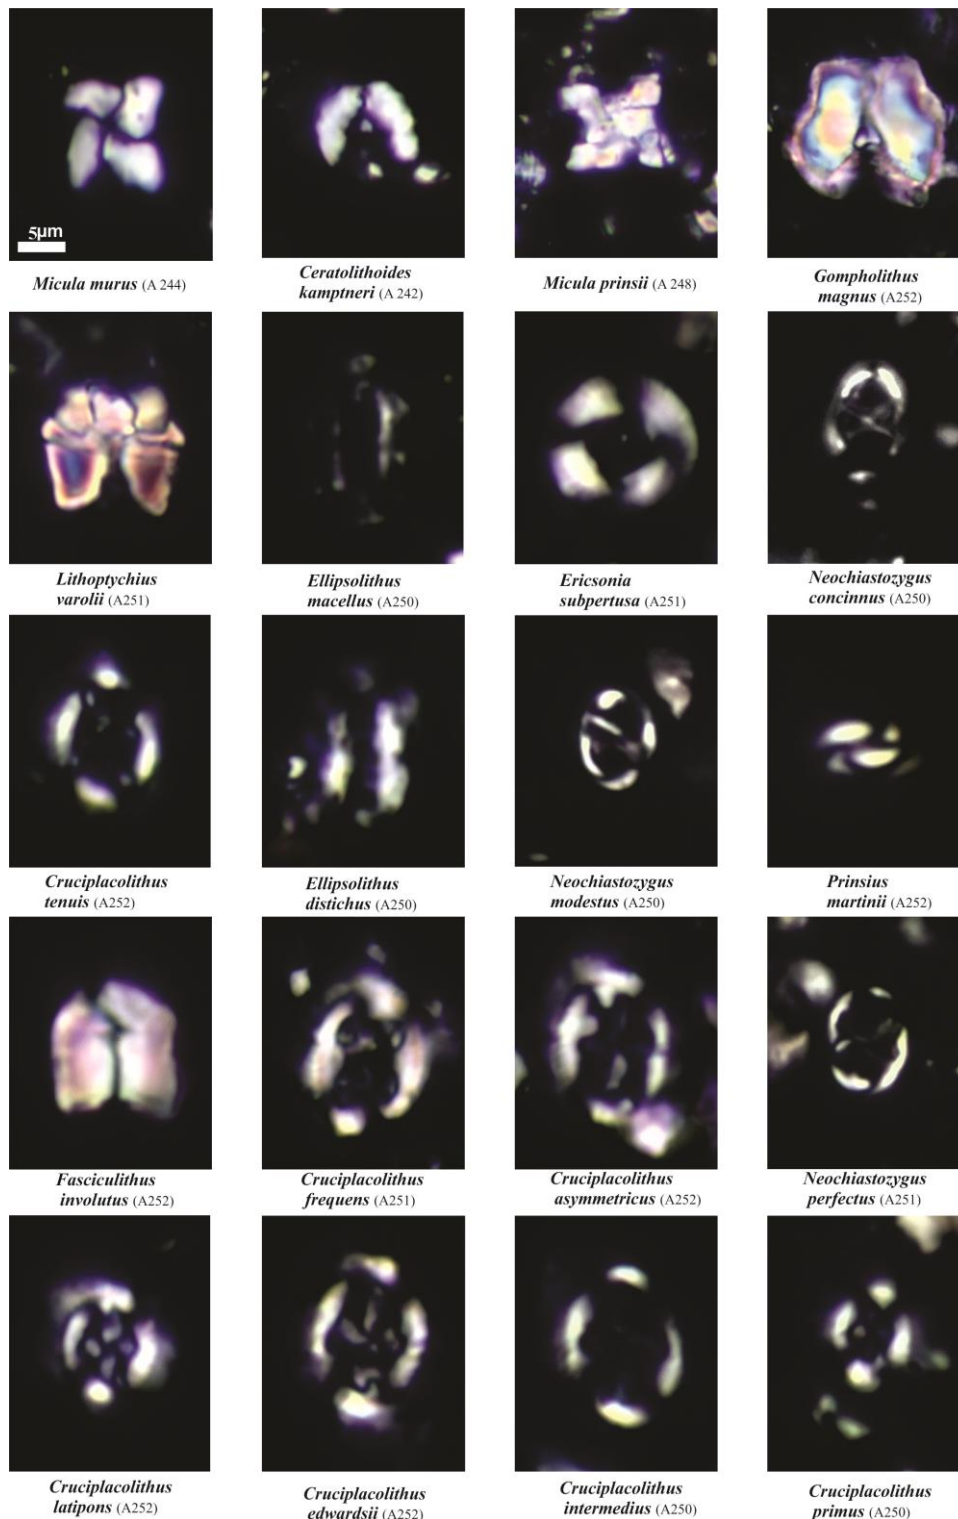 5μm
Micula murus (A 244)
Ceratolithoides
kamptneri (A 242)
Micula prinsii (A 248)
Gompholithus
magnus (A252)
Lithoptychius
varolii (A251)
Ellipsolithus
macellus (A250)
Ericsonia
subpertusa (A251)
Neochiastozygus
concinnus (A250)
Cruciplacolithus
tenuis (A252)
Ellipsolithus
distichus (A250)
Neochiastozygus
modestus (A250)
Prinsius
martinii (A252)
Fasciculithus
involutus (A252)
Cruciplacolithus
frequens (A251)
Cruciplacolithus
asymmetricus (A252)
Neochiastozygus
perfectus (A251)
Cruciplacolithus
latipons (A252)
Cruciplacolithus
edwardsii (A252)
Cruciplacolithus
intermedius (A250)
Cruciplacolithus
primus (A250)